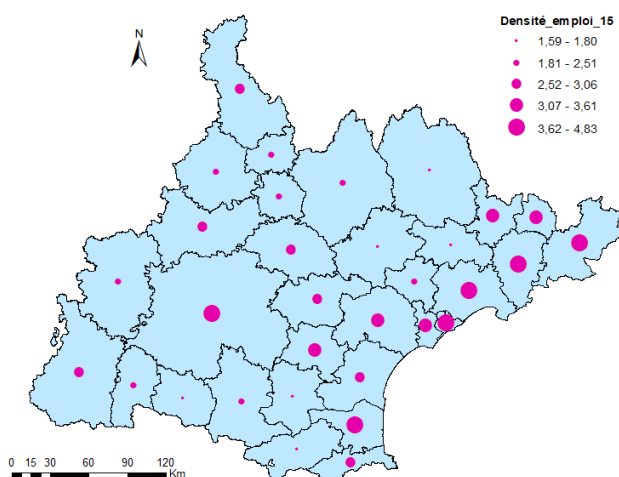 N
Densité_emploi_15
1,59 - 1,80
1,81 - 2,51
2,52 - 3,06
3,07 - 3,61
3,62 - 4,83
0 15 30 60 90 120
Km